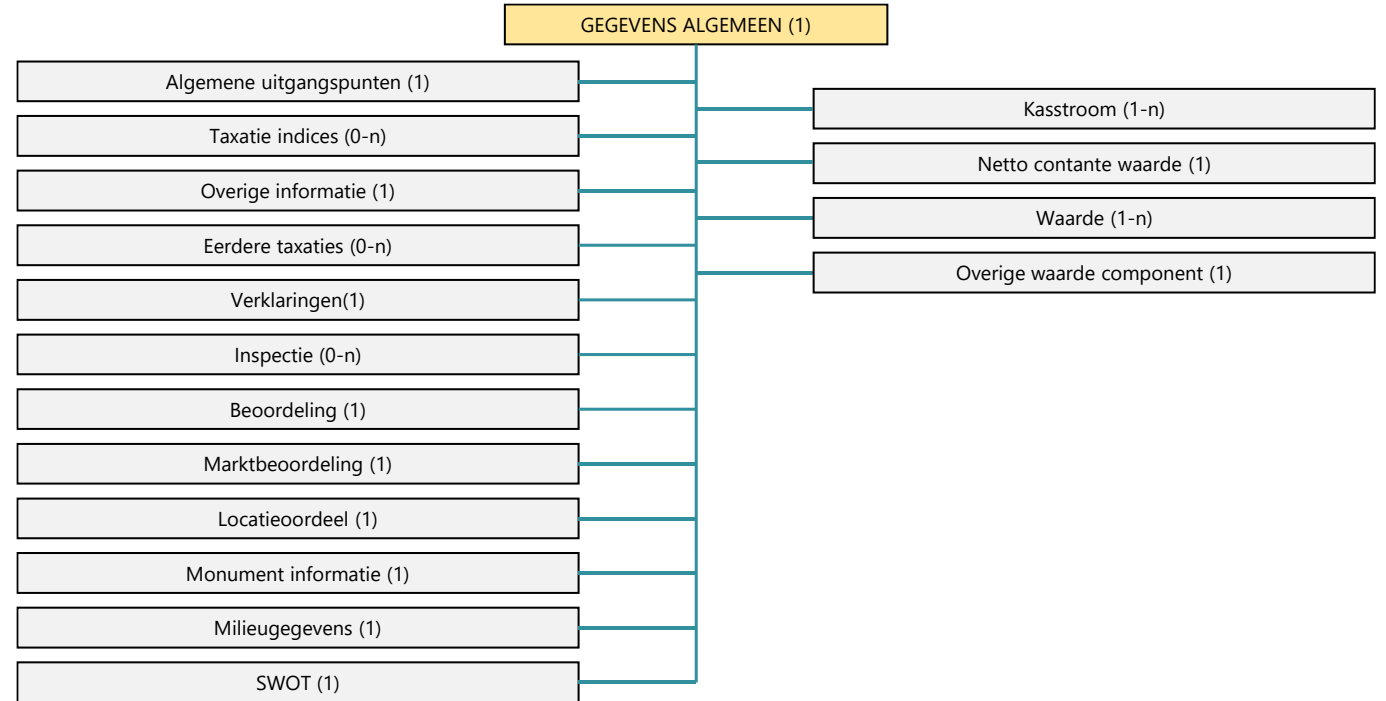 GEGEVENS ALGEMEEN (1)
Algemene uitgangspunten (1)
Taxatie indices (0-n)
Overige informatie (1)
Eerdere taxaties (0-n)
Verklaringen(1)
Inspectie (0-n)
Beoordeling (1)
Marktbeoordeling (1)
Locatieoordeel (1)
Monument informatie (1)
Milieugegevens (1)
SWOT (1)
Kasstroom (1-n)
Netto contante waarde (1)
Waarde (1-n)
Overige waarde component (1)